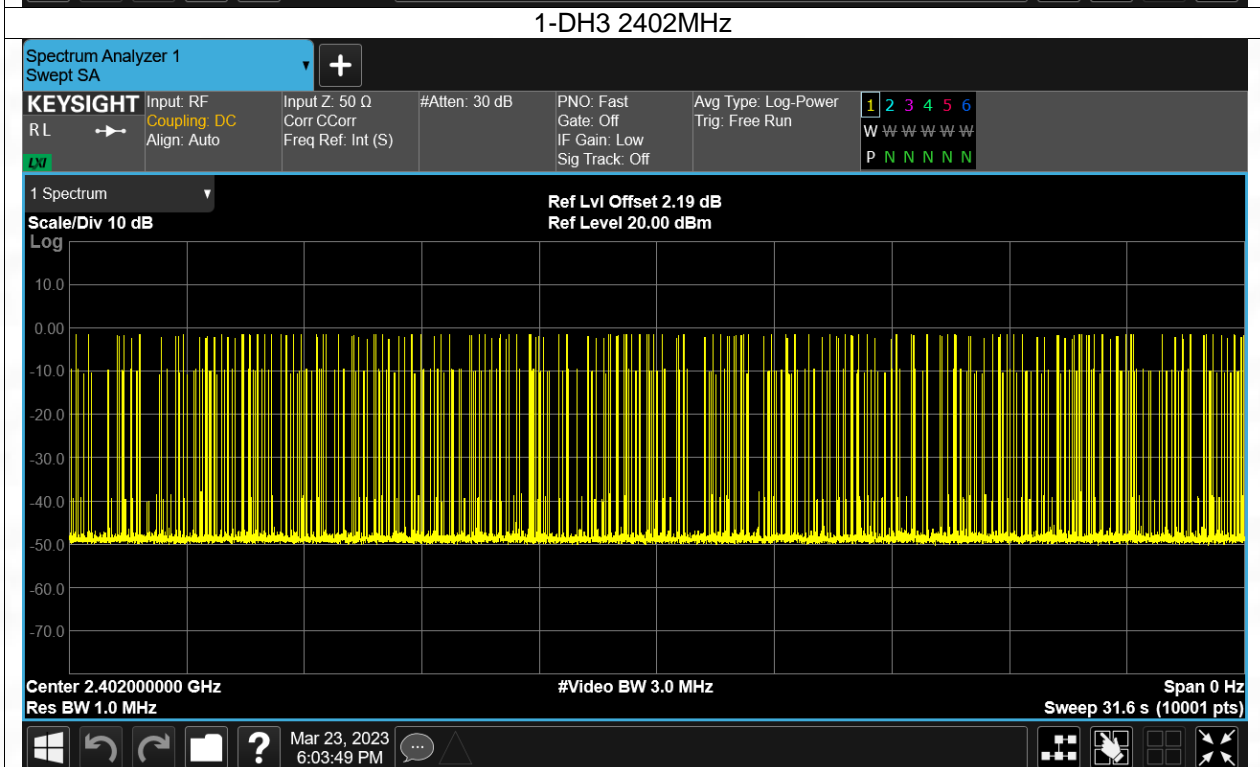 1-DH3 2402MHz
Spectrum Analyzer 1
Swept SA
KEYSIGHT
RL
LXI
Input: RF
Coupling: DC
Align: Auto
Input Z: 50 Ω
Corr CCorr
Freq Ref: Int (S)
#Atten: 30 dB
PNO: Fast
Gate: Off
IF Gain: Low
Sig Track: Off
Avg Type: Log-Power
Trig: Free Run
1 2 3 4 5 6
W W W W W W
P N N N N N
1 Spectrum
Scale/Div 10 dB
Ref Lvl Offset 2.19 dB
Ref Level 20.00 dBm
Log
10.0
0.00
-10.0
-20.0
-30.0
-40.0
-50.0
-60.0
-70.0
Center 2.402000000 GHz
#Video BW 3.0 MHz
Span 0 Hz
Res BW 1.0 MHz
Sweep 31.6 s (10001 pts)
?
Mar 23, 2023
6:03:49 PM